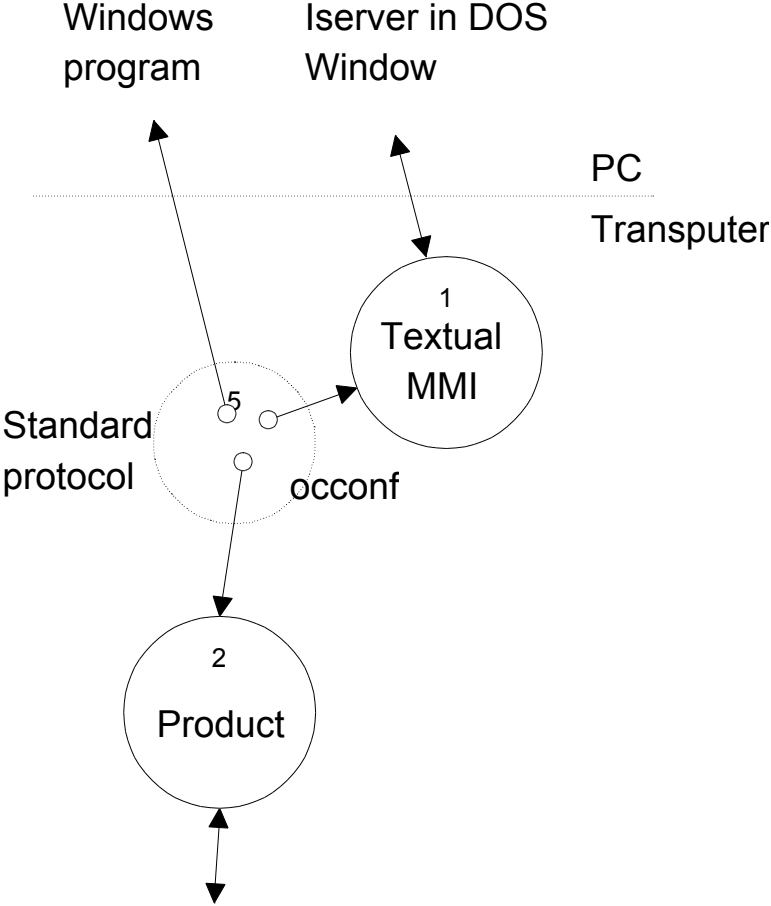 Windows
program
Iserver in DOS
Window
PC
Transputer
1
Textual
MMI
5
Standard
protocol
occonf
2
Product